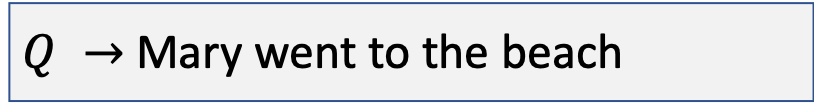 Q → Mary went to the beach